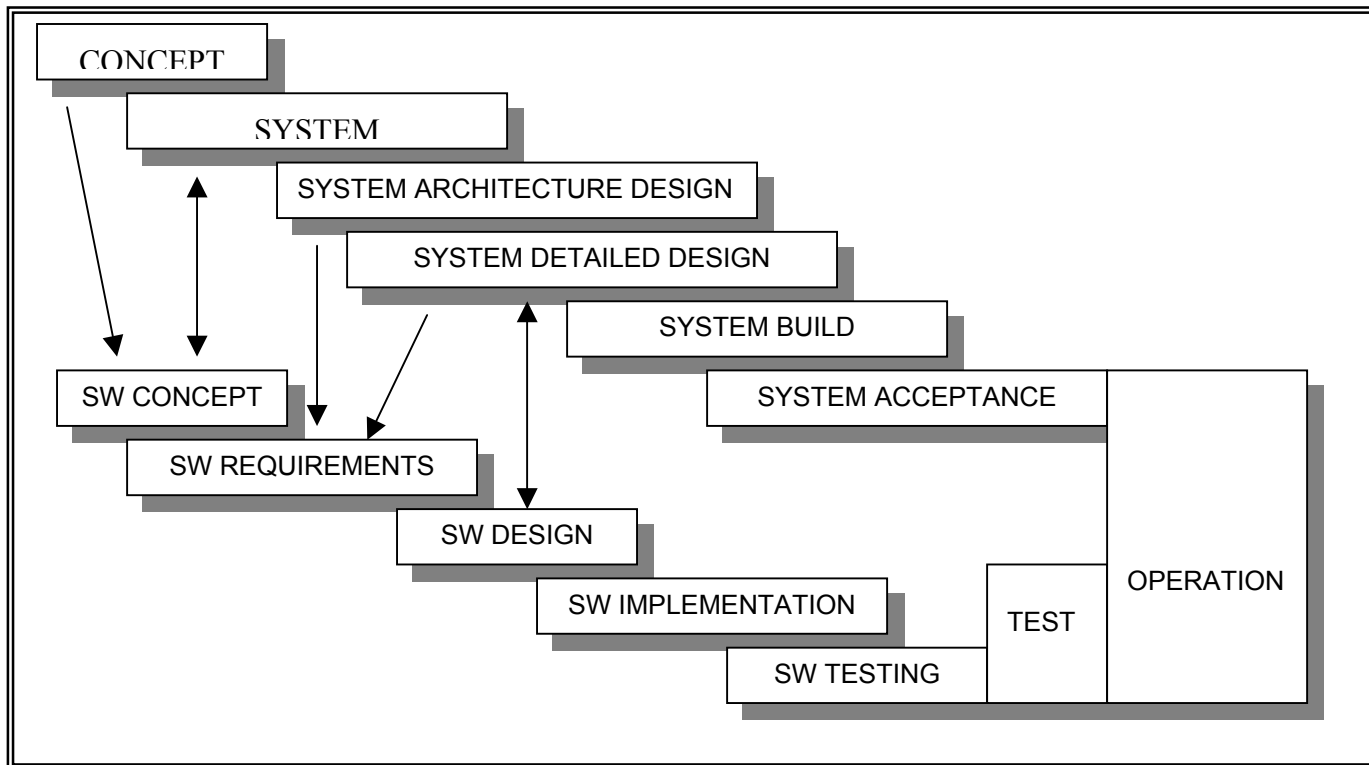 CONCEPT
SYSTEM
SYSTEM ARCHITECTURE DESIGN
SYSTEM DETAILED DESIGN
SYSTEM BUILD
SW CONCEPT
SYSTEM ACCEPTANCE
SW REQUIREMENTS
SW DESIGN
OPERATION
SW IMPLEMENTATION
TEST
SW TESTING